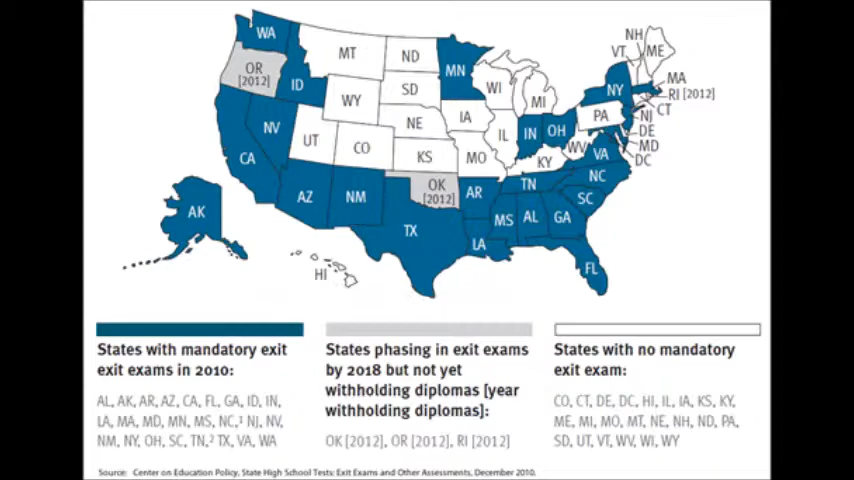 WA
MT
ND
MN
OR
[2012]
ID
SD
WI
MI
NH
VT
ME
NY
MA
RI [2012]
CT
WY
NE
IA
NV
UT
CO
KS
MO
IL
IN
OH
PA
NJ
DE
MD
DC
WV
VA
KY
CA
AZ
NM
OK
[2012]
AR
TN
NC
SC
MS
AL
GA
TX
LA
FL
AK
HI
States with mandatory exit
exit exams in 2010:
AL, AK, AR, AZ, CA, FL, GA, ID, IN,
LA, MA, MD, MN, MS, NC,¹ NJ, NV,
NM, NY, OH, SC, TN,² TX, VA, WA
States phasing in exit exams
by 2018 but not yet
withholding diplomas [year
withholding diplomas]:
OK [2012], OR [2012], RI [2012]
States with no mandatory
exit exam:
CO, CT, DE, DC, HI, IL, IA, KS, KY,
ME, MI, MO, MT, NE, NH, ND, PA,
SD, UT, VT, WV, WI, WY
Source: Center on Education Policy, State High School Tests: Exit Exams and Other Assessments, December 2010.